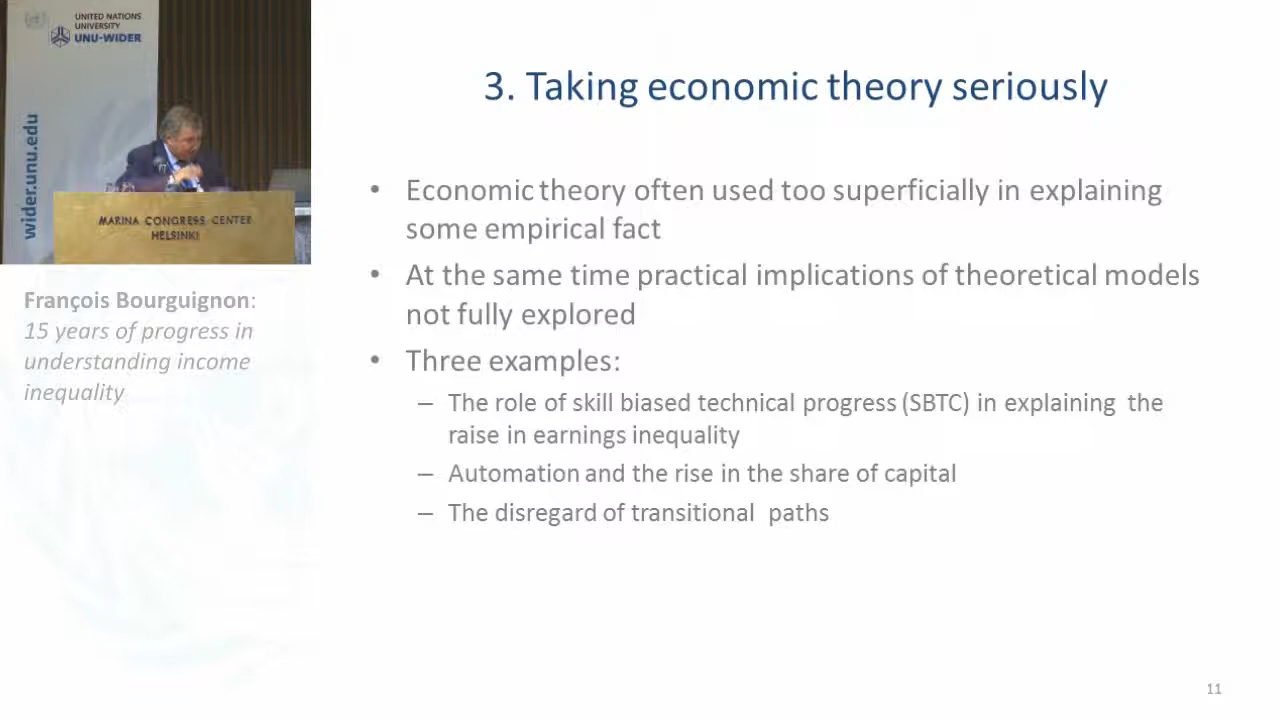 UNITED NATIONS
UNIVERSITY
UNU-WIDER
wider.unu.edu
MARINA CONGRESS CENTER
HELSINKI
François Bourguignon:
15 years of progress in
understanding income
inequality
3. Taking economic theory seriously
• Economic theory often used too superficially in explaining
some empirical fact
• At the same time practical implications of theoretical models
not fully explored
• Three examples:
– The role of skill biased technical progress (SBTC) in explaining the
raise in earnings inequality
– Automation and the rise in the share of capital
– The disregard of transitional paths
11